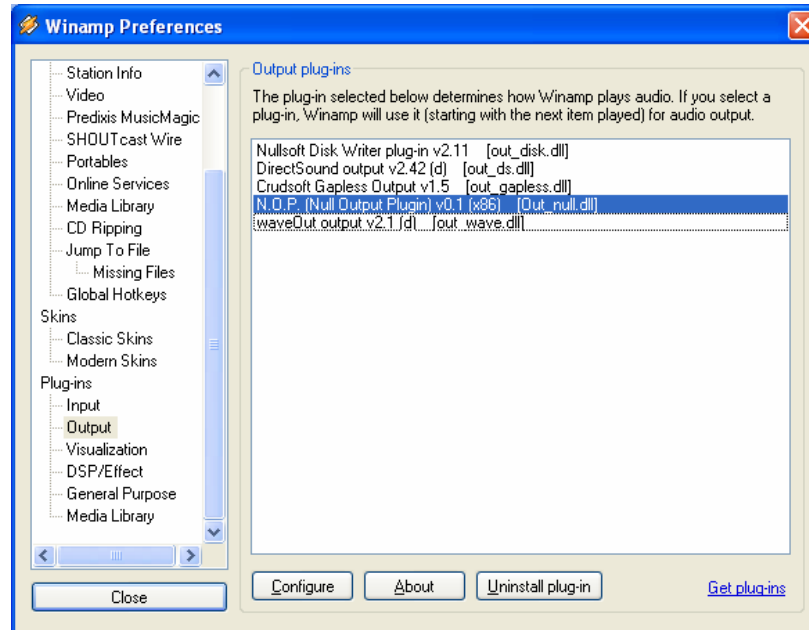 Winamp Preferences
Station Info
Video
Predixis MusicMagic
SHOUTcast Wire
Portables
Online Services
Media Library
CD Ripping
Jump To File
Missing Files
Global Hotkeys
Skins
Classic Skins
Modern Skins
Plug-ins
Input
Output
Visualization
DSP/Effect
General Purpose
Media Library
Close
Output plug-ins
The plug-in selected below determines how Winamp plays audio. If you select a
plug-in, Winamp will use it (starting with the next item played) for audio output.
Nullsoft Disk Writer plug-in v2.11 [out_disk.dll]
DirectSound output v2.42 (d) [out_ds.dll]
Crudsoft Gapless Output v1.5 [out_gapless.dll]
N.O.P. (Null Output Plugin) v0.1 (x86) [Out_null.dll]
waveOut output v2.1 (d) [out_wave.dll]
Configure
About
Uninstall plug-in
Get plug-ins